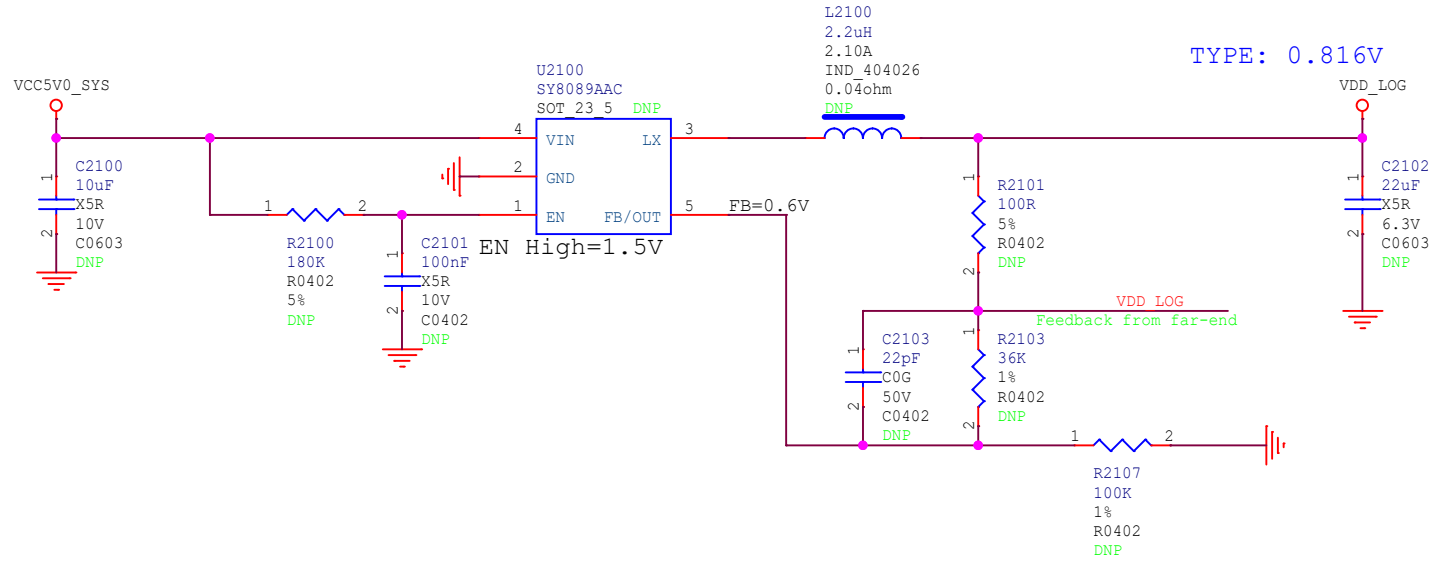 L2100
2.2uH
2.10A
IND_404026
0.04ohm
DNP
TYPE: 0.816V
VCC5V0_SYS
U2100
SY8089AAC
SOT_23_5 DNP
VDD_LOG
4
VIN
LX
3
2
GND
1
EN
FB/OUT
5
FB=0.6V
EN High=1.5V
1
C2100
10uF
X5R
10V
2
C0603
DNP
1
2
R2100
180K
R0402
5%
DNP
1
C2101
100nF
X5R
10V
2
C0402
DNP
1
R2101
100R
5%
R0402
2
DNP
1
C2102
22uF
X5R
6.3V
2
C0603
DNP
VDD_LOG
Feedback from far-end
1
C2103
22pF
C0G
50V
2
C0402
DNP
1
R2103
36K
1%
R0402
DNP
2
1
2
R2107
100K
1%
R0402
DNP